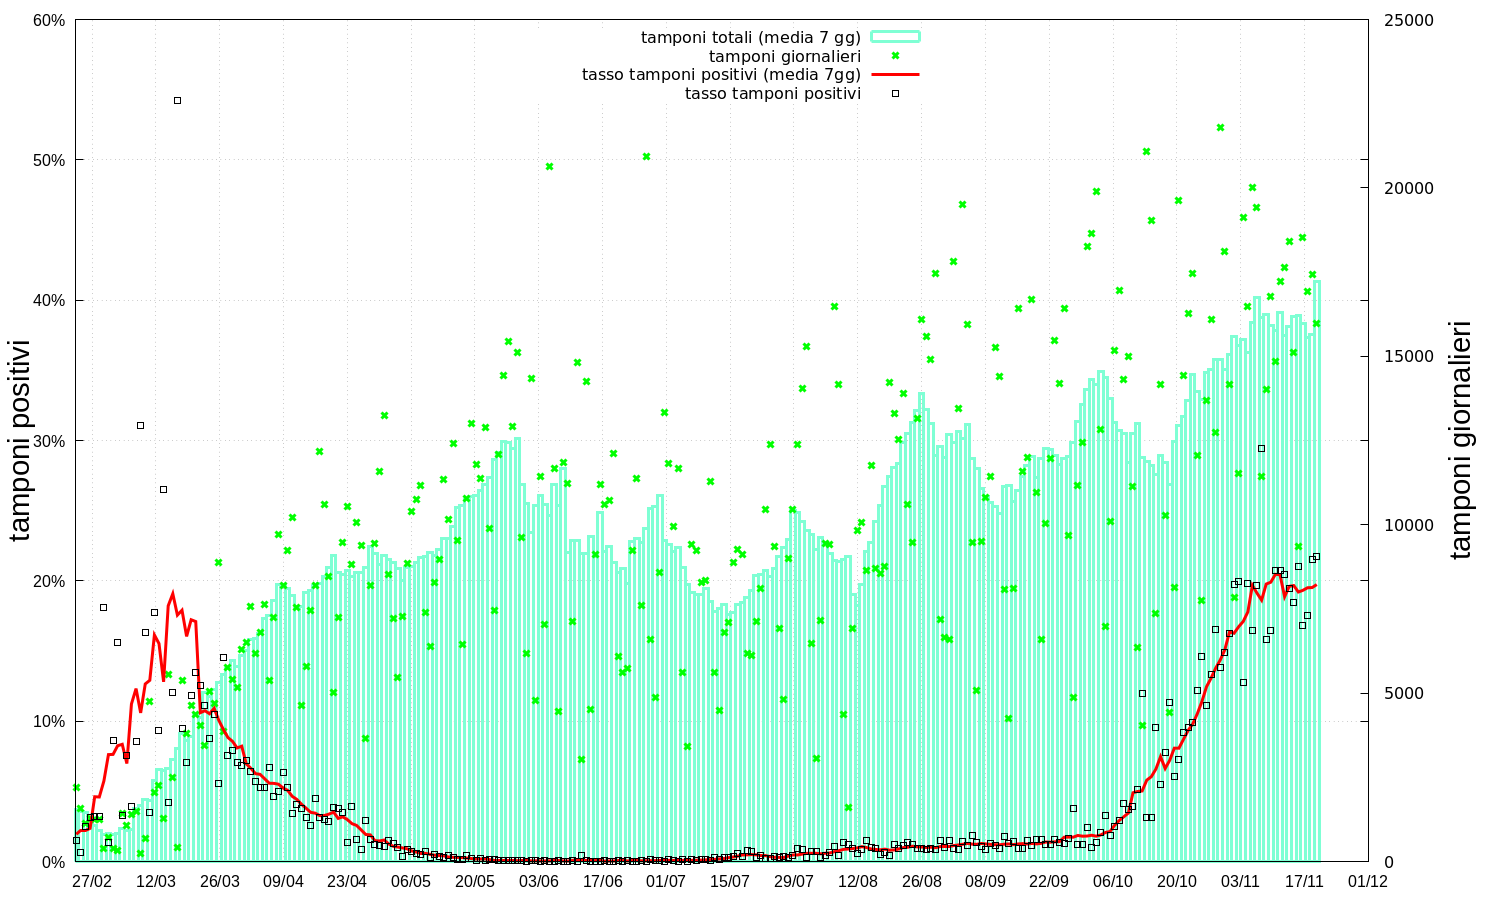 60%
25000
tamponi totali (media 7 gg)
tamponi giornalieri
tasso tamponi positivi (media 7gg)
tasso tamponi positivi
50%
20000
40%
15000
tamponi positivi
tamponi giornalieri
30%
10000
20%
5000
10%
0%
0
27/02 12/03 26/03 09/04 23/04 06/05 20/05 03/06 17/06 01/07 15/07 29/07 12/08 26/08 08/09 22/09 06/10 20/10 03/11 17/11 01/12